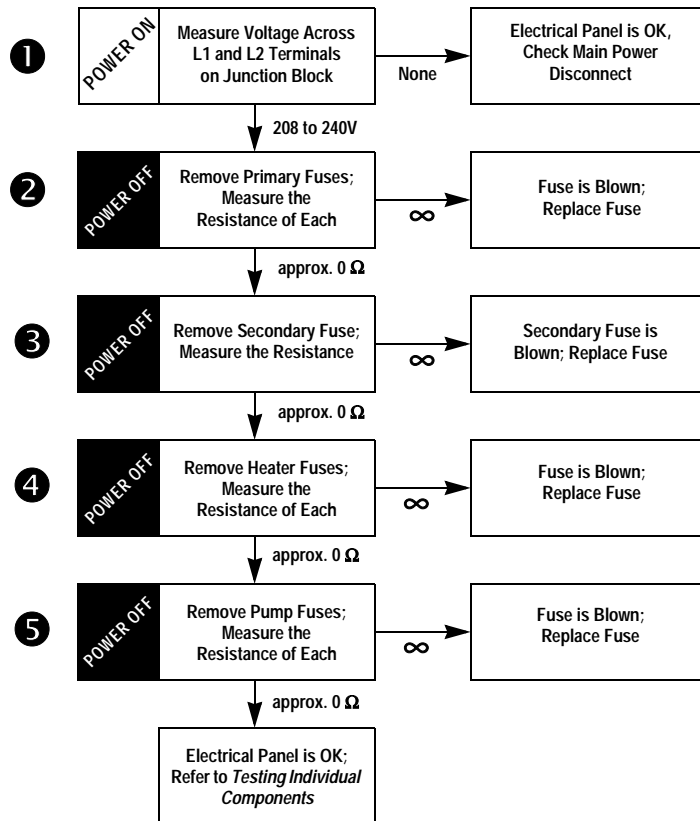 1
POWER ON
Measure Voltage Across
L1 and L2 Terminals
on Junction Block
None
Electrical Panel is OK,
Check Main Power
Disconnect
208 to 240V
2
POWER OFF
Remove Primary Fuses;
Measure the
Resistance of Each
∞
Fuse is Blown;
Replace Fuse
approx. 0 Ω
3
POWER OFF
Remove Secondary Fuse;
Measure the Resistance
∞
Secondary Fuse is
Blown; Replace Fuse
approx. 0 Ω
4
POWER OFF
Remove Heater Fuses;
Measure the
Resistance of Each
∞
Fuse is Blown;
Replace Fuse
approx. 0 Ω
5
POWER OFF
Remove Pump Fuses;
Measure the
Resistance of Each
∞
Fuse is Blown;
Replace Fuse
approx. 0 Ω
Electrical Panel is OK;
Refer to Testing Individual
Components